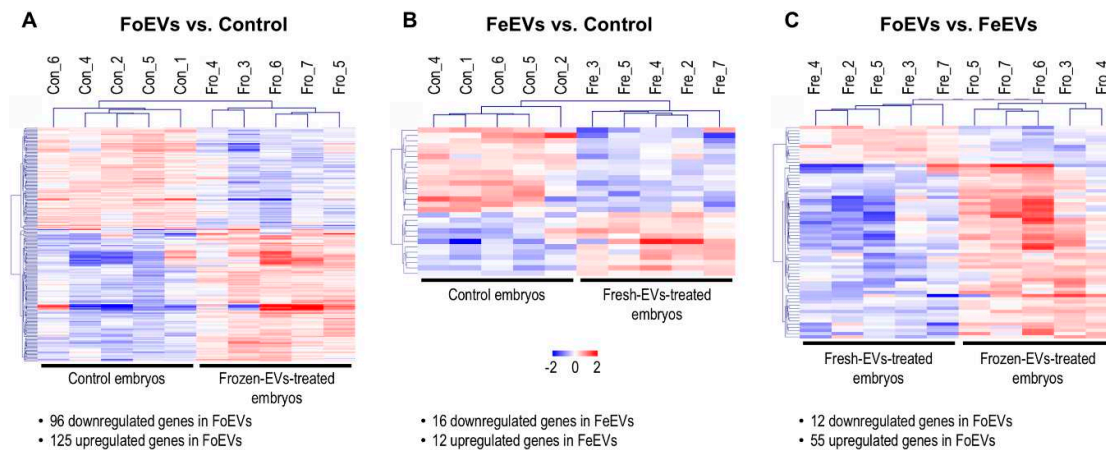 A
FoEVs vs. Control
Con_6
Con_4
Con_2
Con_5
Con_1
Fro_4
Fro_3
Fro_6
Fro_7
Fro_5
Control embryos
Frozen-EVs-treated
embryos
• 96 downregulated genes in FoEVs
• 125 upregulated genes in FoEVs
B
FeEVs vs. Control
Con_4
Con_1
Con_6
Con_5
Con_2
Fre_3
Fre_5
Fre_4
Fre_2
Fre_7
Control embryos
Fresh-EVs-treated
embryos
-2 0 2
• 16 downregulated genes in FeEVs
• 12 upregulated genes in FeEVs
C
FoEVs vs. FeEVs
Fre_4
Fre_2
Fre_5
Fre_3
Fre_7
Fro_5
Fro_7
Fro_6
Fro_3
Fro_4
Fresh-EVs-treated
embryos
Frozen-EVs-treated
embryos
• 12 downregulated genes in FoEVs
• 55 upregulated genes in FoEVs